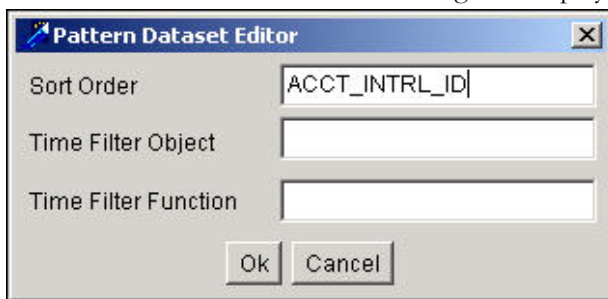 Pattern Dataset Editor
Sort Order ACCT_INTRL_ID
Time Filter Object
Time Filter Function
Ok Cancel